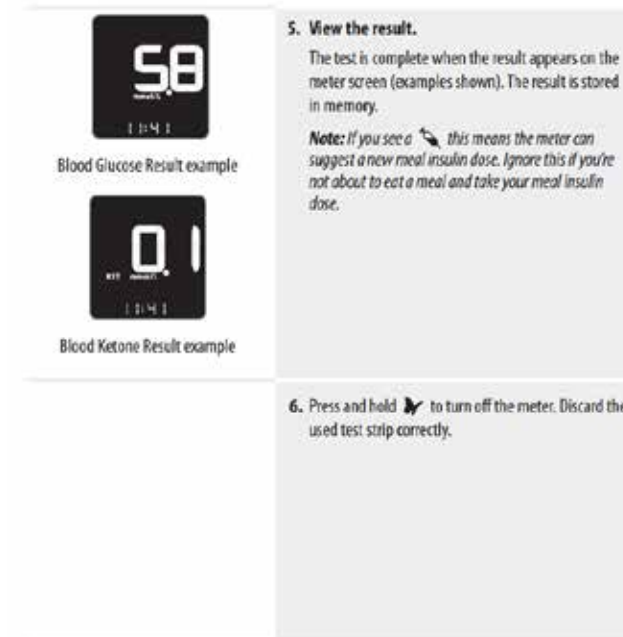 5.8
mmol/L
11:41
Blood Glucose Result example
0.1
KET mmol/L
11:41
Blood Ketone Result example
5. View the result.
The test is complete when the result appears on the
meter screen (examples shown). The result is stored
in memory.
Note: If you see a this means the meter can
suggest a new meal insulin dose. Ignore this if you're
not about to eat a meal and take your meal insulin
dose.
6. Press and hold to turn off the meter. Discard the
used test strip correctly.